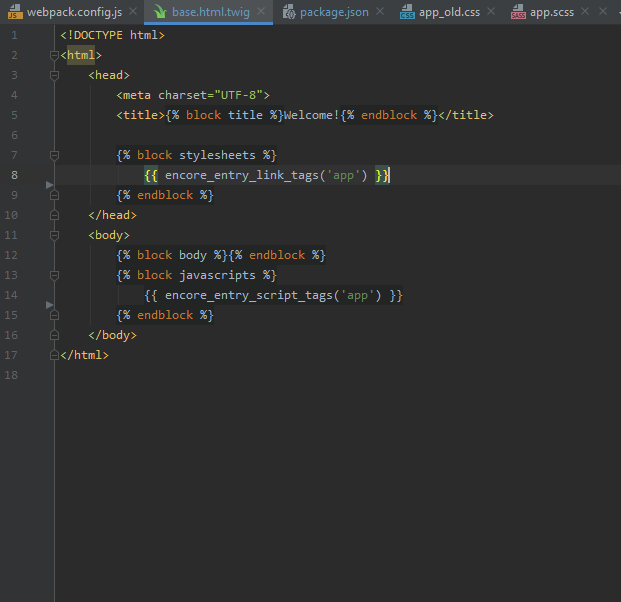 webpack.config.js base.html.twig package.json app_old.css app.scss
1 <!DOCTYPE html>
2 <html>
3 <head>
4 <meta charset="UTF-8">
5 <title>{% block title %}Welcome!{% endblock %}</title>
6
7 {% block stylesheets %}
8 {{ encore_entry_link_tags('app') }}
9 {% endblock %}
10 </head>
11 <body>
12 {% block body %}{% endblock %}
13 {% block javascripts %}
14 {{ encore_entry_script_tags('app') }}
15 {% endblock %}
16 </body>
17 </html>
18